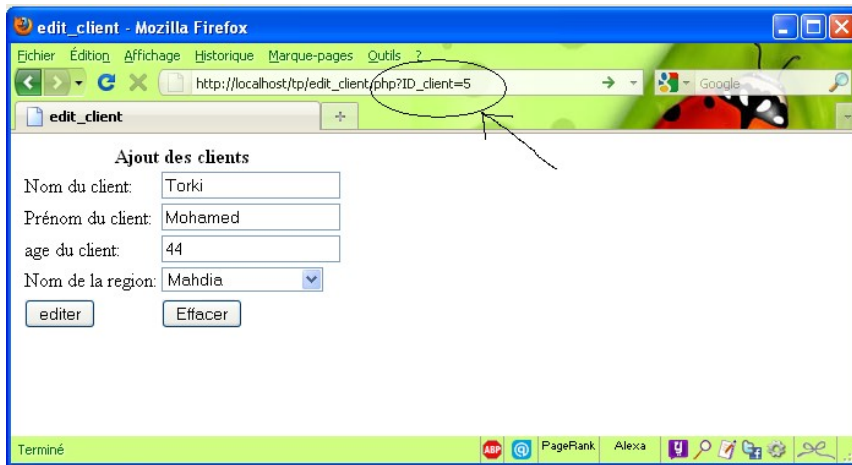 edit_client - Mozilla Firefox
Fichier Édition Affichage Historique Marque-pages Outils ?
http://localhost/tp/edit_client.php?ID_client=5
Google
edit_client
Ajout des clients
Nom du client: Torki
Prénom du client: Mohamed
age du client: 44
Nom de la region: Mahdia
editer Effacer
Terminé ABP @ PageRank Alexa